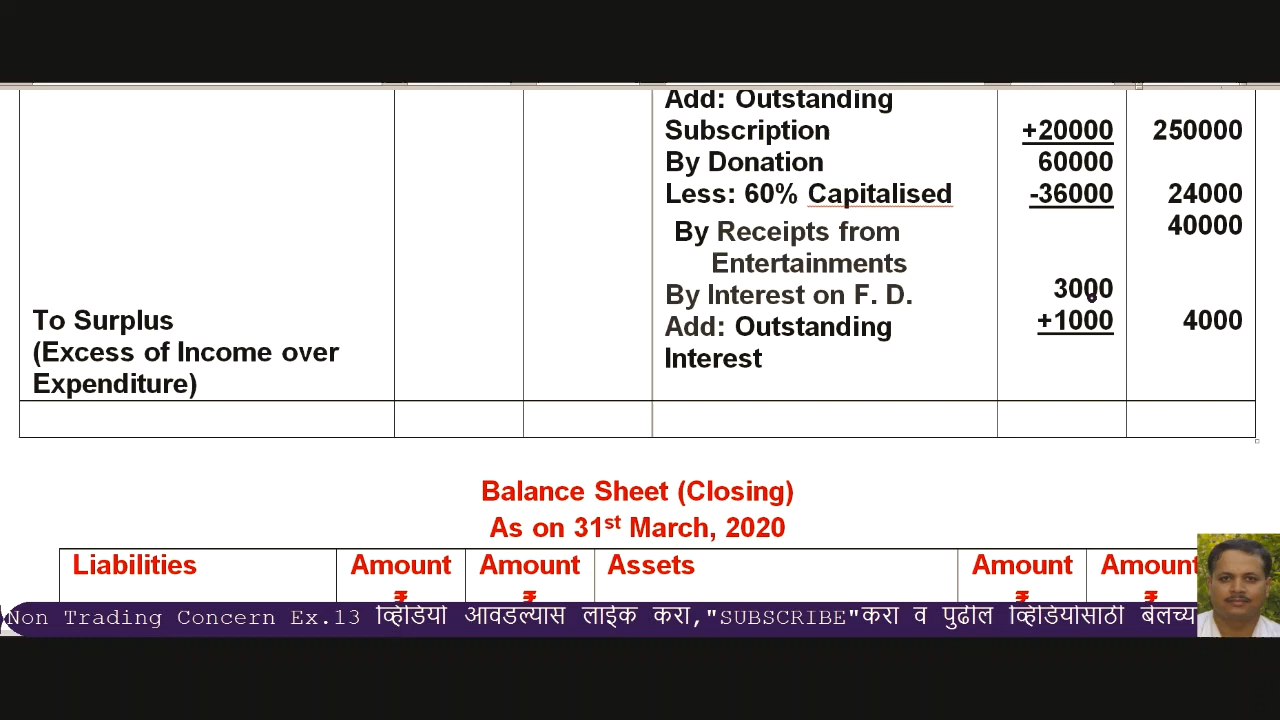 Add: Outstanding
Subscription +20000 250000
By Donation 60000
Less: 60% Capitalised -36000 24000
By Receipts from 40000
Entertainments
By Interest on F. D. 3000
To Surplus Add: Outstanding +1000 4000
(Excess of Income over Interest
Expenditure)
Balance Sheet (Closing)
As on 31st March, 2020
Liabilities Amount Amount Assets Amount Amount
₹ ₹ ₹ ₹
Non Trading Concern Ex.13 व्हिडियो आवडल्यास लाईक करा,"SUBSCRIBE"करा व पुढील व्हिडियोसाठी बेलच्य